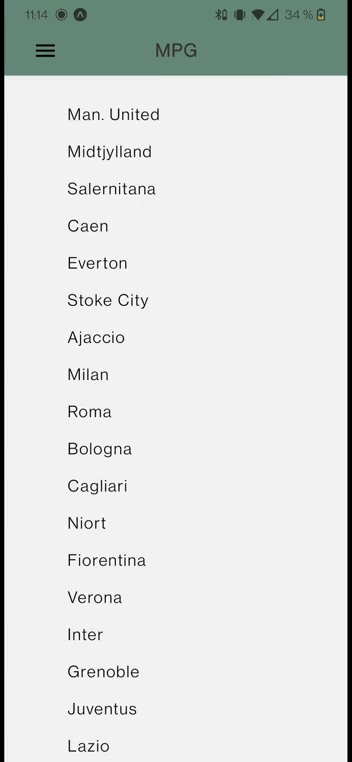 11:14
34 %
MPG
Man. United
Midtjylland
Salernitana
Caen
Everton
Stoke City
Ajaccio
Milan
Roma
Bologna
Cagliari
Niort
Fiorentina
Verona
Inter
Grenoble
Juventus
Lazio